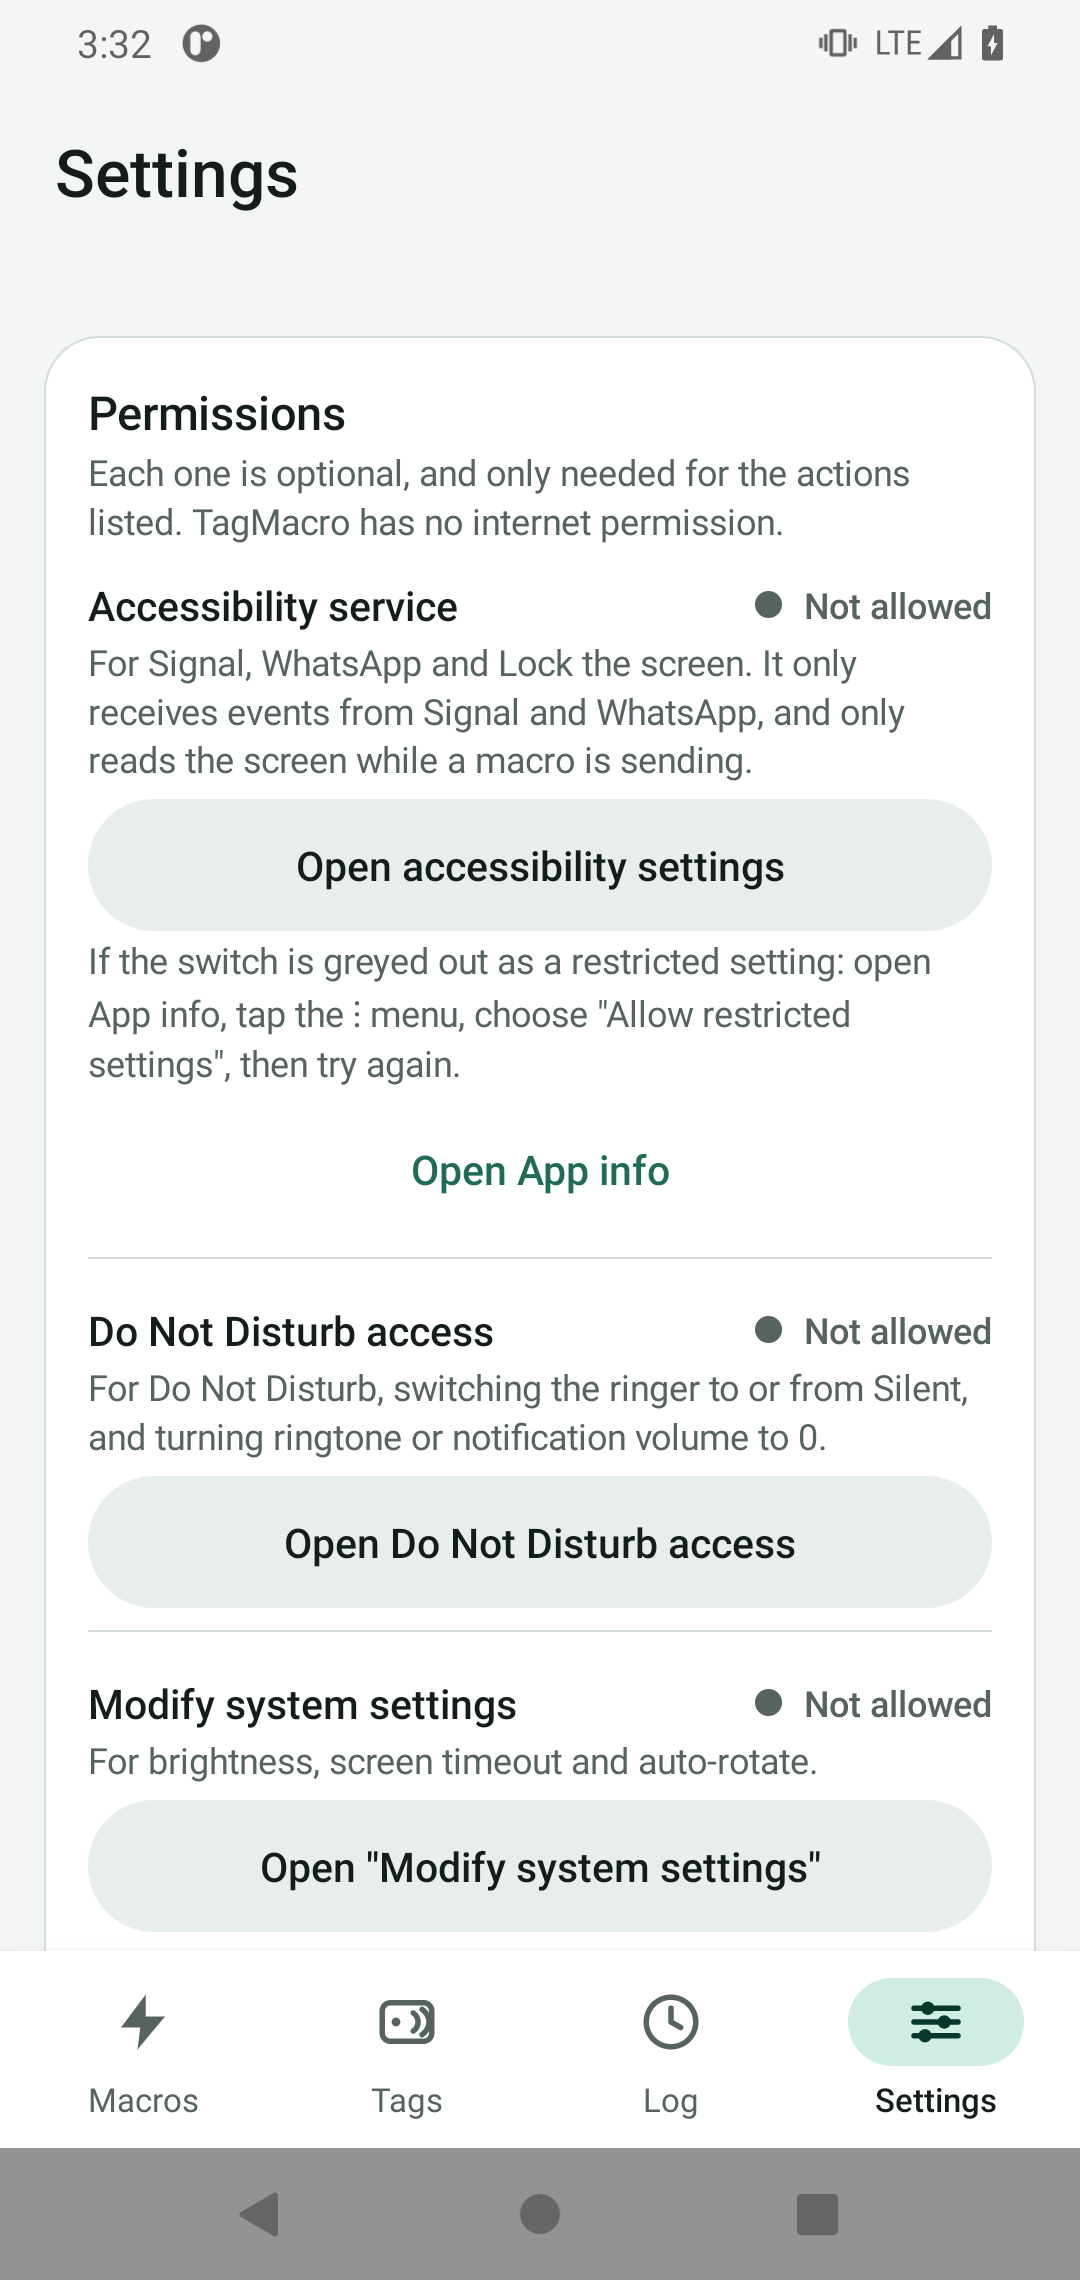 3:32
LTE
Settings
Permissions
Each one is optional, and only needed for the actions
listed. TagMacro has no internet permission.
Accessibility service
Not allowed
For Signal, WhatsApp and Lock the screen. It only
receives events from Signal and WhatsApp, and only
reads the screen while a macro is sending.
Open accessibility settings
If the switch is greyed out as a restricted setting: open
App info, tap the ⋮ menu, choose "Allow restricted
settings", then try again.
Open App info
Do Not Disturb access
Not allowed
For Do Not Disturb, switching the ringer to or from Silent,
and turning ringtone or notification volume to 0.
Open Do Not Disturb access
Modify system settings
Not allowed
For brightness, screen timeout and auto-rotate.
Open "Modify system settings"
Macros
Tags
Log
Settings